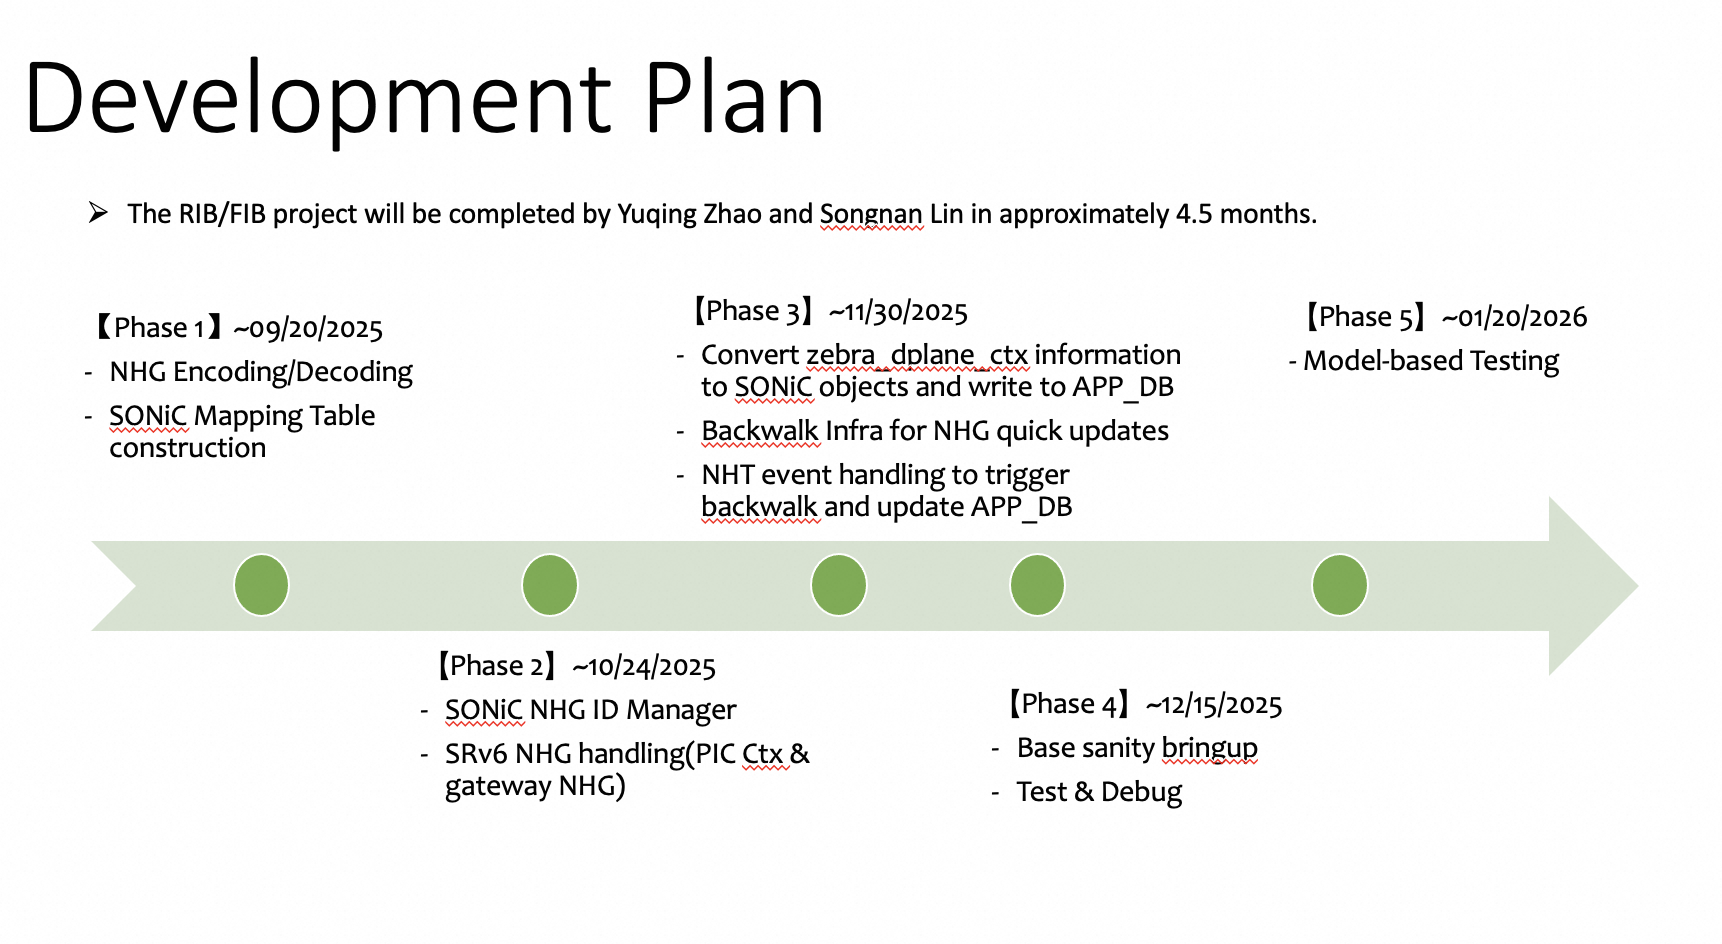 Development Plan
➢ The RIB/FIB project will be completed by Yuqing Zhao and Songnan Lin in approximately 4.5 months.
【Phase 1】~09/20/2025
- NHG Encoding/Decoding
- SONiC Mapping Table
construction
【Phase 2】~10/24/2025
- SONiC NHG ID Manager
- SRv6 NHG handling(PIC Ctx &
gateway NHG)
【Phase 3】~11/30/2025
- Convert zebra_dplane_ctx information
to SONiC objects and write to APP_DB
- Backwalk Infra for NHG quick updates
- NHT event handling to trigger
backwalk and update APP_DB
【Phase 4】~12/15/2025
- Base sanity bringup
- Test & Debug
【Phase 5】~01/20/2026
- Model-based Testing